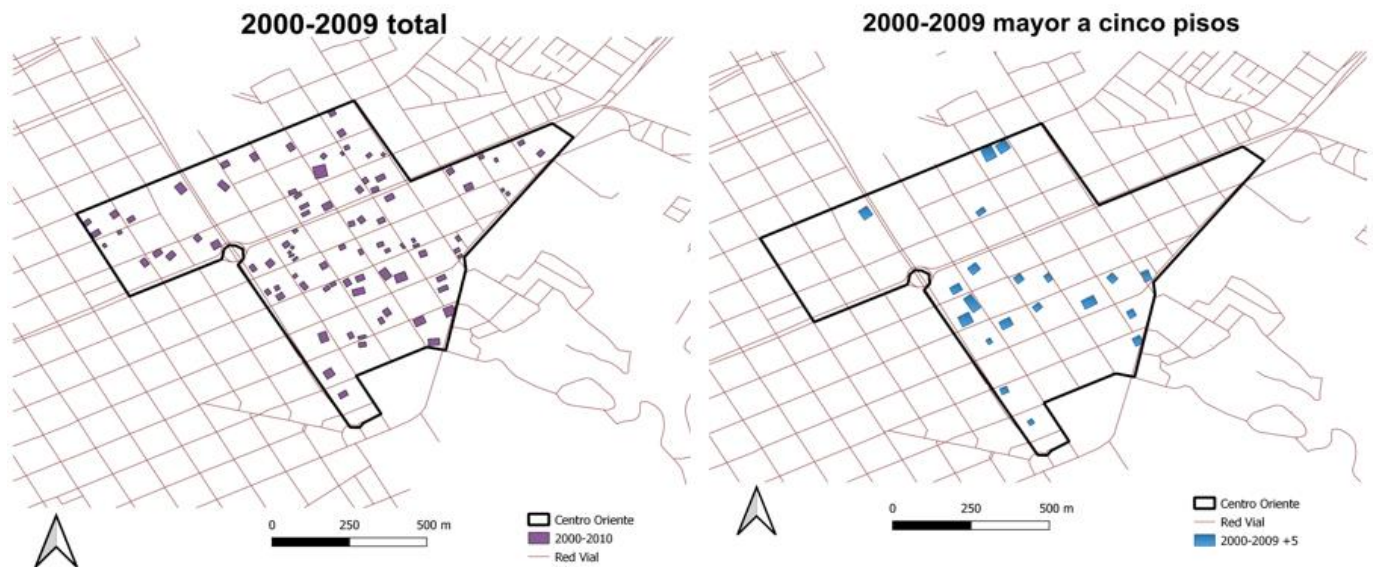 2000-2009 total
0 250 500 m
Centro Oriente
2000-2010
Red Vial
2000-2009 mayor a cinco pisos
0 250 500 m
Centro Oriente
Red Vial
2000-2009 +5